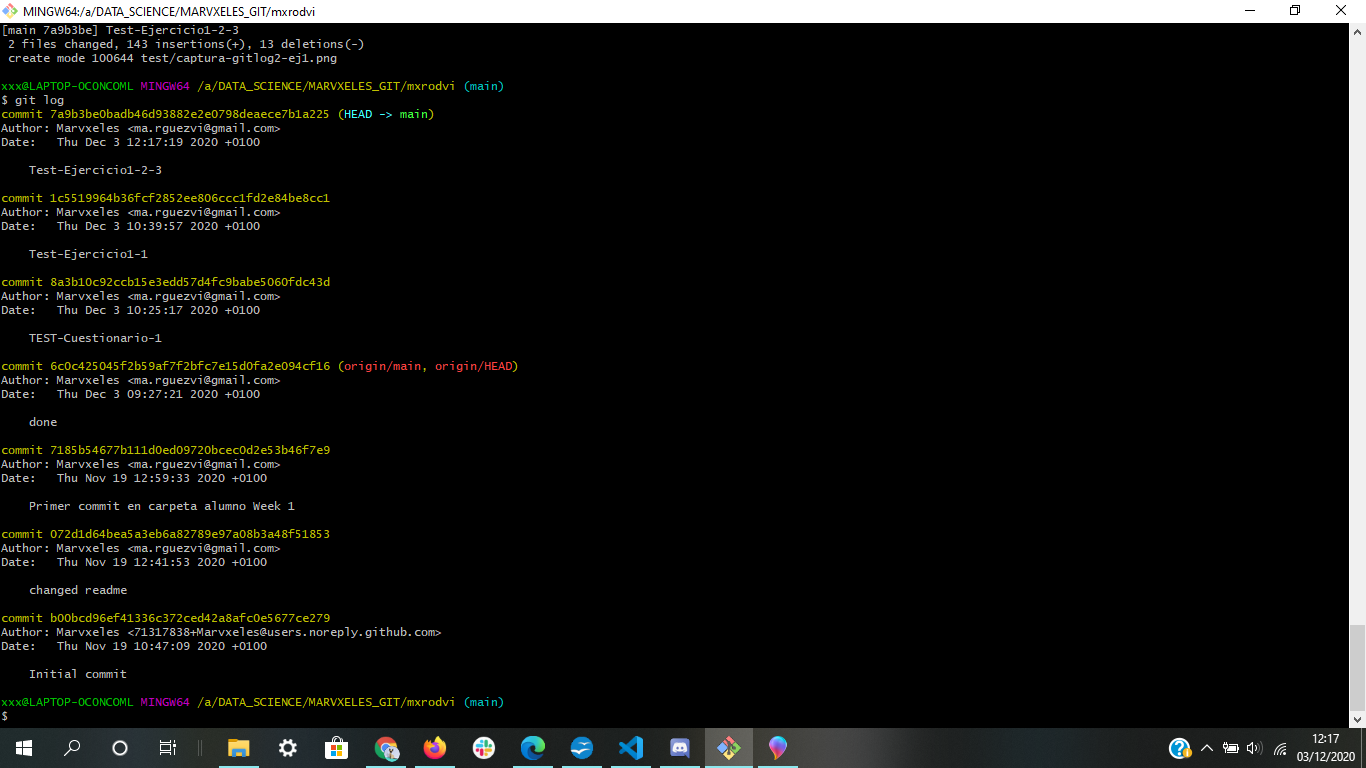 MINGW64:/a/DATA_SCIENCE/MARVXELES_GIT/mxrodvi
[main 7a9b3be] Test-Ejercicio1-2-3
 2 files changed, 143 insertions(+), 13 deletions(-)
 create mode 100644 test/captura-gitlog2-ej1.png
xxx@LAPTOP-OCONCOML MINGW64 /a/DATA_SCIENCE/MARVXELES_GIT/mxrodvi (main)
$ git log
commit 7a9b3be0badb46d93882e2e0798deaece7b1a225 (HEAD -> main)
Author: Marvxeles <ma.rguezvi@gmail.com>
Date:   Thu Dec 3 12:17:19 2020 +0100
    Test-Ejercicio1-2-3
commit 1c5519964b36fcf2852ee806ccc1fd2e84be8cc1
Author: Marvxeles <ma.rguezvi@gmail.com>
Date:   Thu Dec 3 10:39:57 2020 +0100
    Test-Ejercicio1-1
commit 8a3b10c92ccb15e3edd57d4fc9babe5060fdc43d
Author: Marvxeles <ma.rguezvi@gmail.com>
Date:   Thu Dec 3 10:25:17 2020 +0100
    TEST-Cuestionario-1
commit 6c0c425045f2b59af7f2bfc7e15d0fa2e094cf16 (origin/main, origin/HEAD)
Author: Marvxeles <ma.rguezvi@gmail.com>
Date:   Thu Dec 3 09:27:21 2020 +0100
    done
commit 7185b54677b111d0ed09720bcec0d2e53b46f7e9
Author: Marvxeles <ma.rguezvi@gmail.com>
Date:   Thu Nov 19 12:59:33 2020 +0100
    Primer commit en carpeta alumno Week 1
commit 072d1d64bea5a3eb6a82789e97a08b3a48f51853
Author: Marvxeles <ma.rguezvi@gmail.com>
Date:   Thu Nov 19 12:41:53 2020 +0100
    changed readme
commit b00bcd96ef41336c372ced42a8afc0e5677ce279
Author: Marvxeles <71317838+Marvxeles@users.noreply.github.com>
Date:   Thu Nov 19 10:47:09 2020 +0100
    Initial commit
xxx@LAPTOP-OCONCOML MINGW64 /a/DATA_SCIENCE/MARVXELES_GIT/mxrodvi (main)
$
12:17
03/12/2020